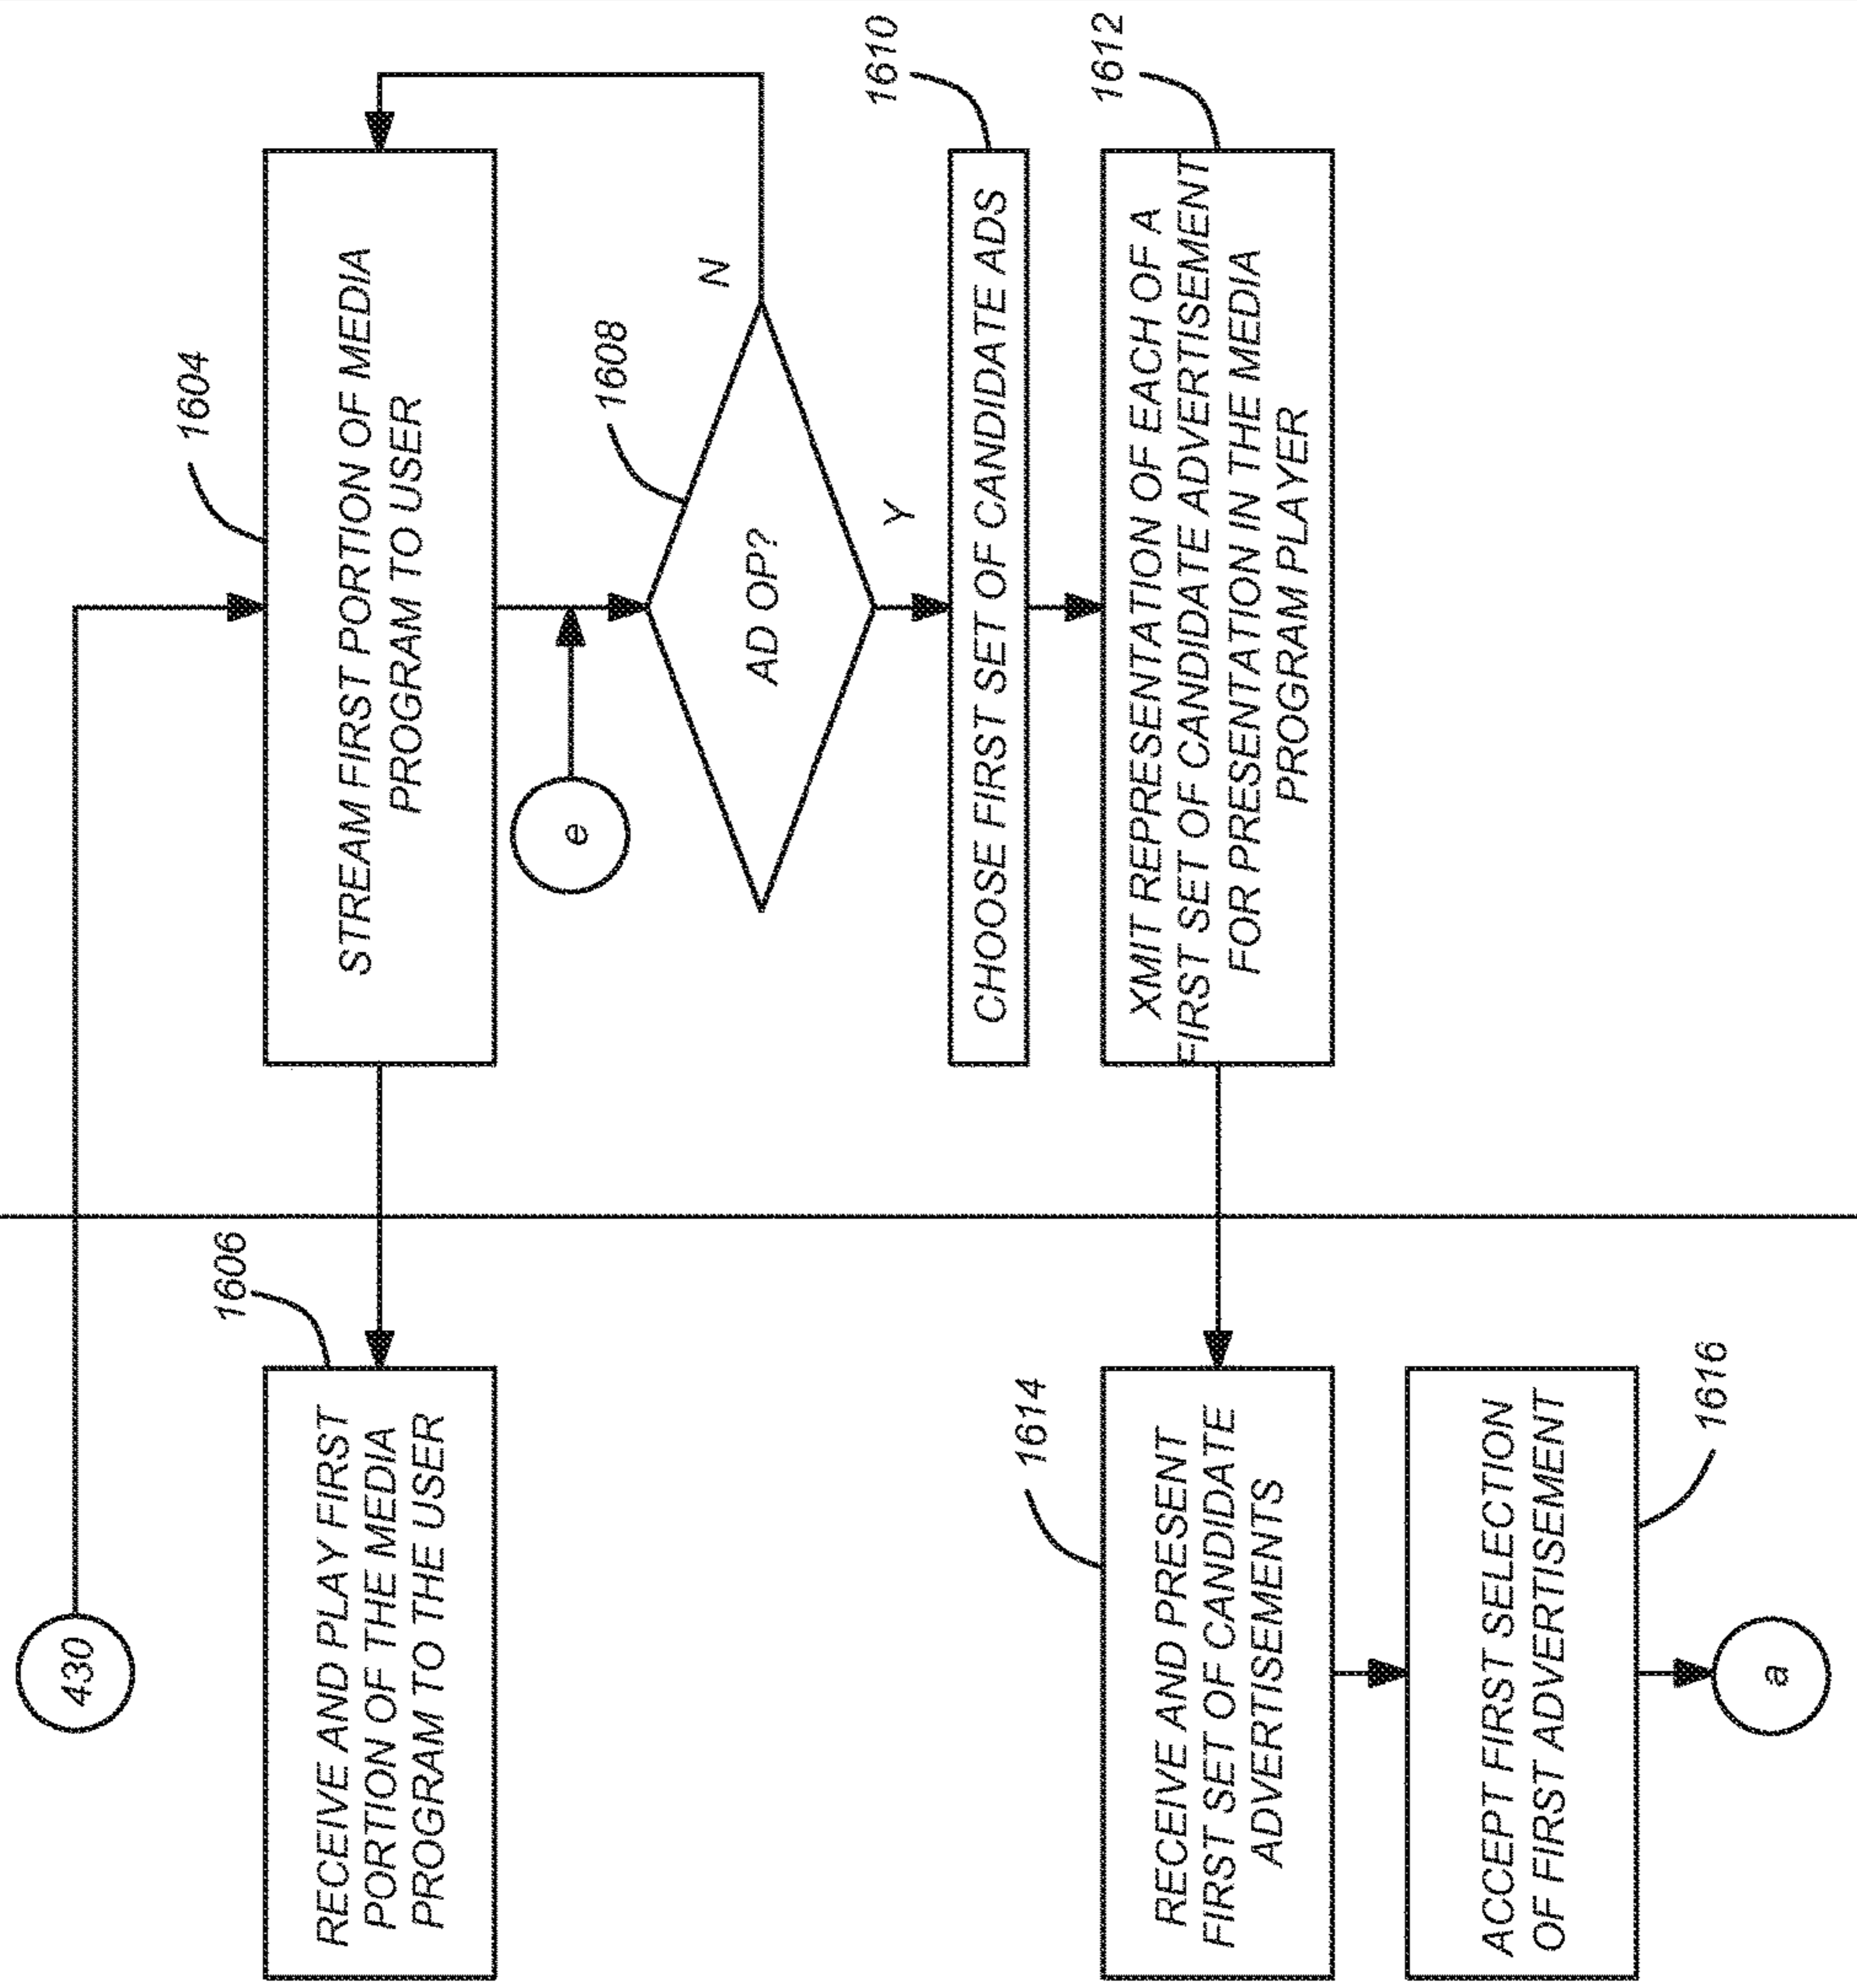 430
1606
RECEIVE AND PLAY FIRST
PORTION OF THE MEDIA
PROGRAM TO THE USER
1604
STREAM FIRST PORTION OF MEDIA
PROGRAM TO USER
e
1608
AD OP?
N
Y
1610
CHOOSE FIRST SET OF CANDIDATE ADS
1612
XMIT REPRESENTATION OF EACH OF A
FIRST SET OF CANDIDATE ADVERTISEMENT
FOR PRESENTATION IN THE MEDIA
PROGRAM PLAYER
1614
RECEIVE AND PRESENT
FIRST SET OF CANDIDATE
ADVERTISEMENTS
ACCEPT FIRST SELECTION
OF FIRST ADVERTISEMENT
1616
a